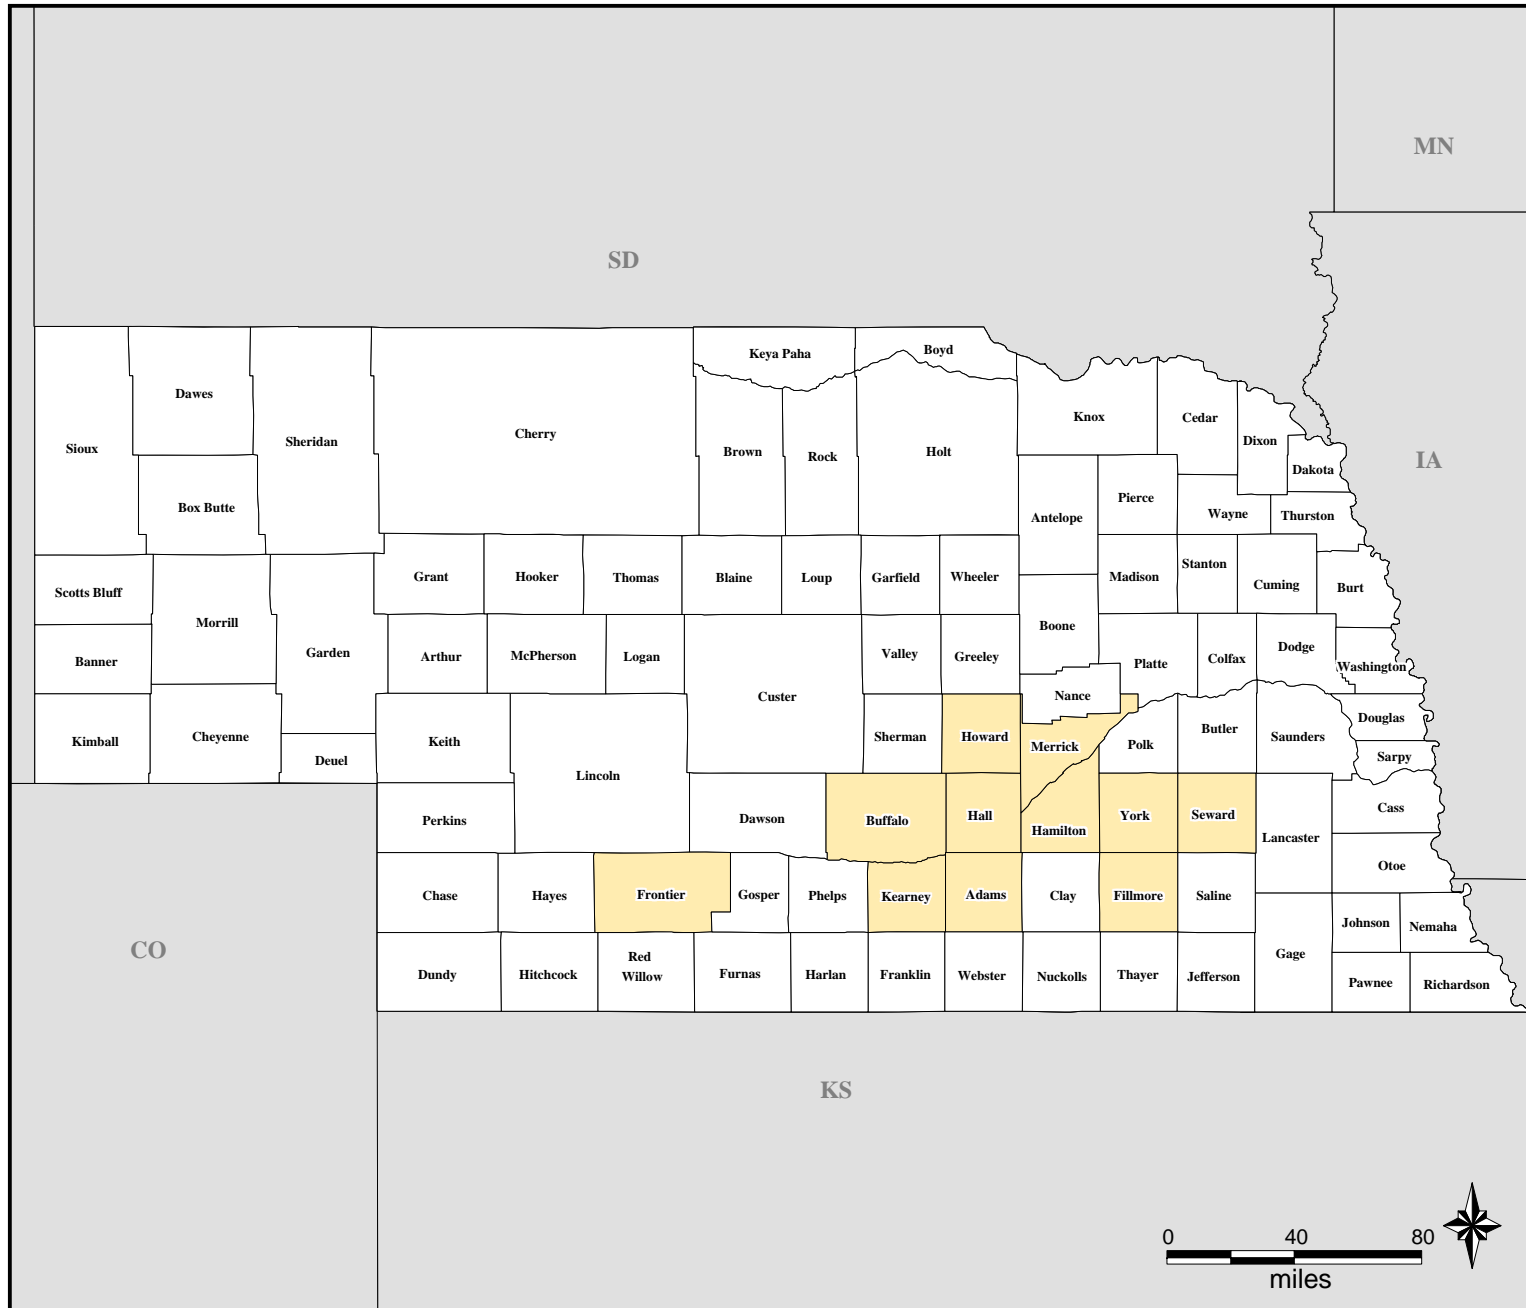 MN
SD
Keya Paha
Boyd
Dawes
Knox
Cedar
Sheridan
Cherry
Dixon
Sioux
Brown
Rock
Holt
IA
Dakota
Box Butte
Pierce
Antelope
Wayne
Thurston
Grant
Hooker
Thomas
Blaine
Loup
Garfield
Wheeler
Madison
Stanton
Cuming
Burt
Scotts Bluff
Morrill
Boone
Garden
Arthur
McPherson
Logan
Valley
Greeley
Platte
Colfax
Dodge
Washington
Banner
Custer
Nance
Kimball
Cheyenne
Keith
Sherman
Howard
Merrick
Polk
Butler
Saunders
Douglas
Sarpy
Deuel
Lincoln
Perkins
Dawson
Buffalo
Hall
Hamilton
York
Seward
Lancaster
Cass
Otoe
Chase
Hayes
Frontier
Gosper
Phelps
Kearney
Adams
Clay
Fillmore
Saline
Johnson
Nemaha
CO
Dundy
Hitchcock
Red
Willow
Furnas
Harlan
Franklin
Webster
Nuckolls
Thayer
Jefferson
Gage
Pawnee
Richardson
KS
0 40 80
miles